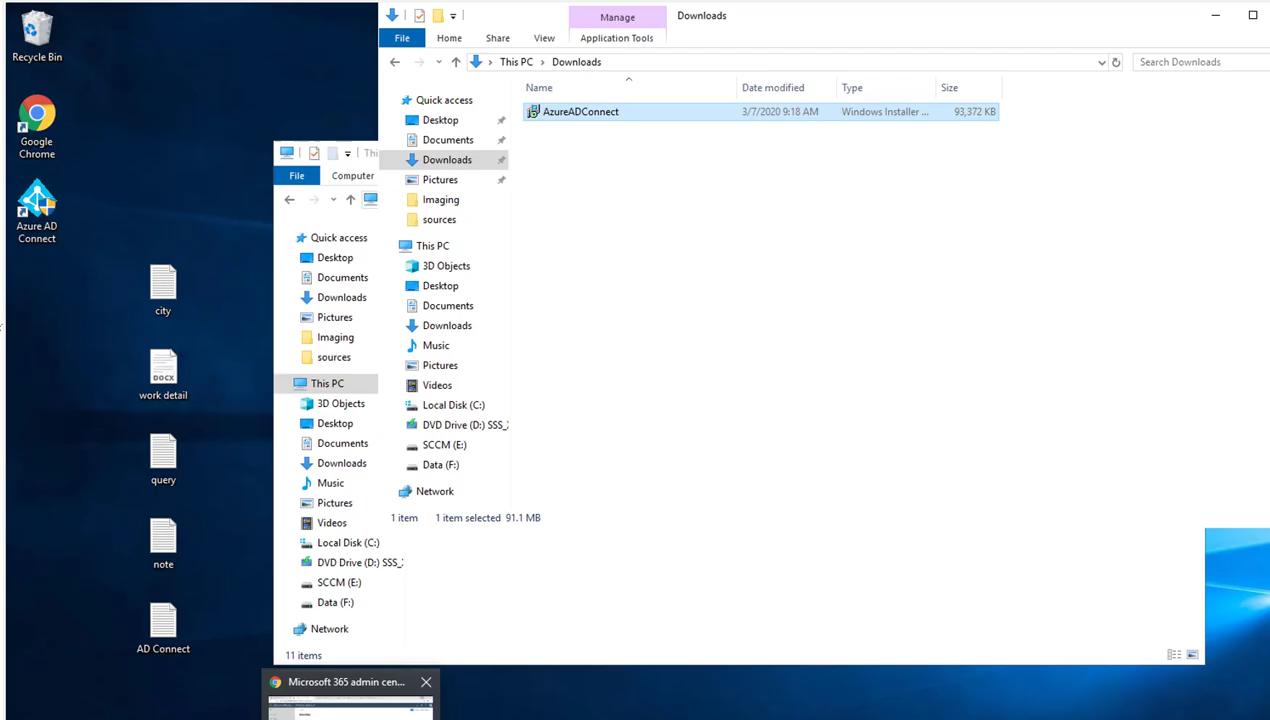 Recycle Bin
Google
Chrome
Azure AD
Connect
city
work detail
DOCX
query
note
AD Connect
Manage
Downloads
File
Home
Share
View
Application Tools
This PC
Downloads
Search Downloads
Name
Date modified
Type
Size
AzureADConnect
3/7/2020 9:18 AM
Windows Installer ...
93,372 KB
Quick access
Desktop
Documents
Downloads
Pictures
Imaging
sources
This PC
3D Objects
Desktop
Documents
Downloads
Music
Pictures
Videos
Local Disk (C:)
DVD Drive (D:) SSS_
SCCM (E:)
Data (F:)
Network
1 item
1 item selected 91.1 MB
Thi
File
Computer
Quick access
Desktop
Documents
Downloads
Pictures
Imaging
sources
This PC
3D Objects
Desktop
Documents
Downloads
Music
Pictures
Videos
Local Disk (C:)
DVD Drive (D:) SSS_
SCCM (E:)
Data (F:)
Network
11 items
Microsoft 365 admin cen...